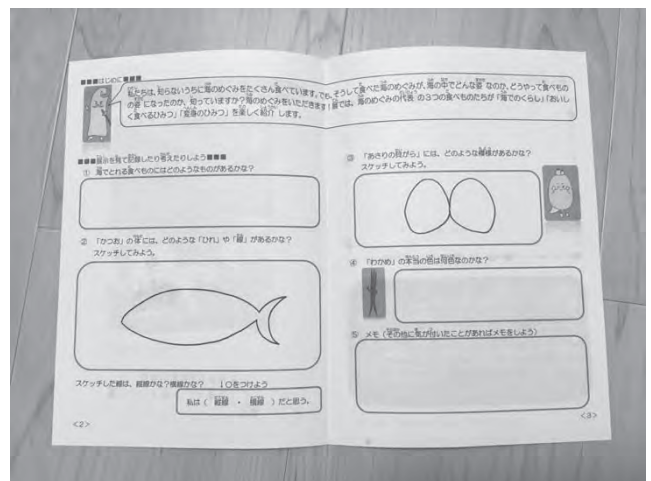 ■■■はじめに■■■
私たちは、知らないうちに海のめぐみをたくさん食べています。でも、そうして食べた海のめぐみが、海の中でどんな姿 なのか、どうやって食べもの
の姿 になったのか、知っていますか？海のめぐみをいただきます！展では、海のめぐみの代表 の３つの食べものたちが「海でのくらし」「おいし
く食べるひみつ」「変身のひみつ」を楽しく紹介 します。
■■■展示を見て記録したり考えたりしよう■■■
① 海でとれる食べものにはどのようなものがあるかな？
② 「かつお」の体には、どのような「ひれ」や「線」があるかな？
スケッチしてみよう。
スケッチした線は、縦線かな？横線かな？ ↓○をつけよう
私は（ 縦線 ・ 横線 ）だと思う。
<2>
③ 「あさりの貝がら」には、どのような模様があるかな？
スケッチしてみよう。
④ 「わかめ」の本当の色は何色なのかな？
⑤ メモ（その他に気が付いたことがあればメモをしよう）
<3>